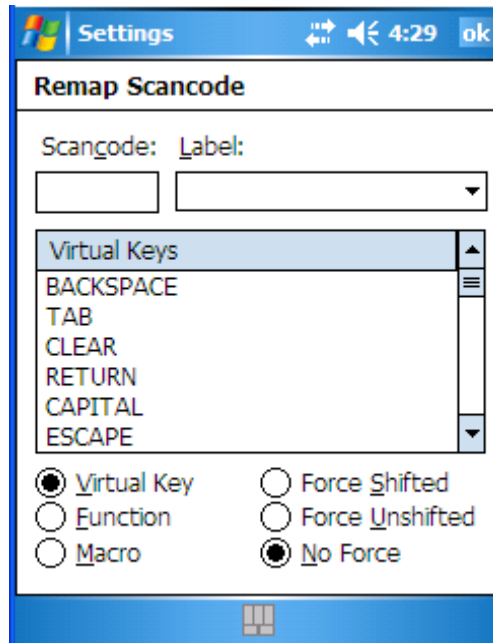 Settings 4:29 ok
Remap Scancode
Scancode: Label:
Virtual Keys
BACKSPACE
TAB
CLEAR
RETURN
CAPITAL
ESCAPE
Virtual Key Force Shifted
Function Force Unshifted
Macro No Force